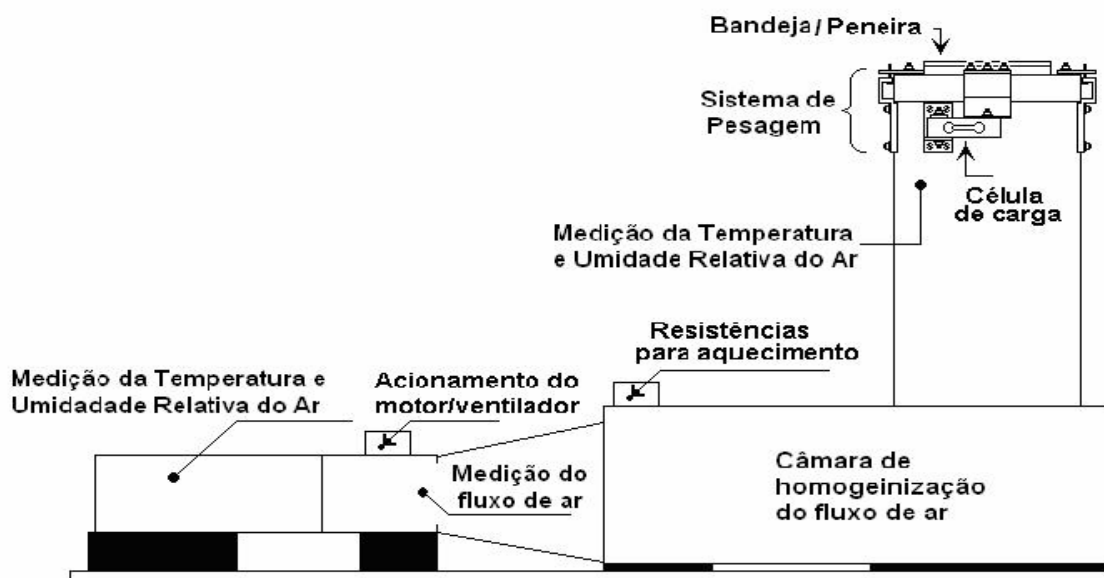 Bandeja/Peneira
Sistema de
Pesagem
Célula
de carga
Medição da Temperatura
e Umidade Relativa do Ar
Resistências
para aquecimento
Medição da Temperatura e
Umidadade Relativa do Ar
Acionamento do
motor/ventilador
Medição do
fluxo de ar
Câmara de
homogeinização
do fluxo de ar